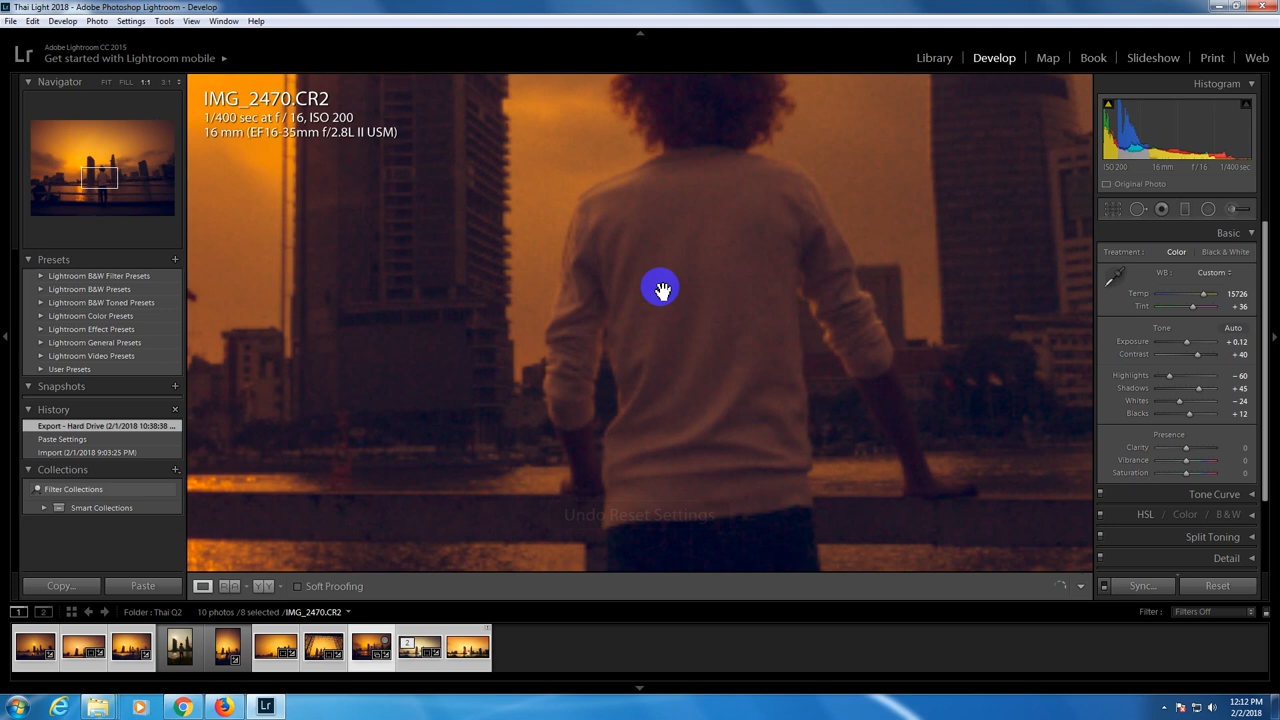 Thai Light 2018 - Adobe Photoshop Lightroom - Develop
File Edit Develop Photo Settings Tools View Window Help
Lr
Adobe Lightroom CC 2015
Get started with Lightroom mobile
Library Develop Map Book Slideshow Print Web
Navigator FIT FILL 1:1 3:1
IMG_2470.CR2
1/400 sec at f / 16, ISO 200
16 mm (EF16-35mm f/2.8L II USM)
Presets
Lightroom B&W Filter Presets
Lightroom B&W Presets
Lightroom B&W Toned Presets
Lightroom Color Presets
Lightroom Effect Presets
Lightroom General Presets
Lightroom Video Presets
User Presets
Snapshots
History
Export - Hard Drive (2/1/2018 10:38:38 ...
Paste Settings
Import (2/1/2018 9:03:25 PM)
Collections
Filter Collections
Smart Collections
Copy... Paste
Undo Reset Settings
Histogram
ISO 200 16 mm f / 16 1/400 sec
Original Photo
Basic
Treatment : Color Black & White
WB : Custom
Temp 15726
Tint + 36
Tone Auto
Exposure + 0.12
Contrast + 40
Highlights − 60
Shadows + 45
Whites − 24
Blacks + 12
Presence
Clarity 0
Vibrance 0
Saturation 0
Tone Curve
HSL / Color / B & W
Split Toning
Detail
Sync... Reset
R A Y Y Soft Proofing
1 2 Folder : Thai Q2 10 photos /8 selected /IMG_2470.CR2 Filter : Filters Off
2
1
Lr
12:12 PM
2/2/2018